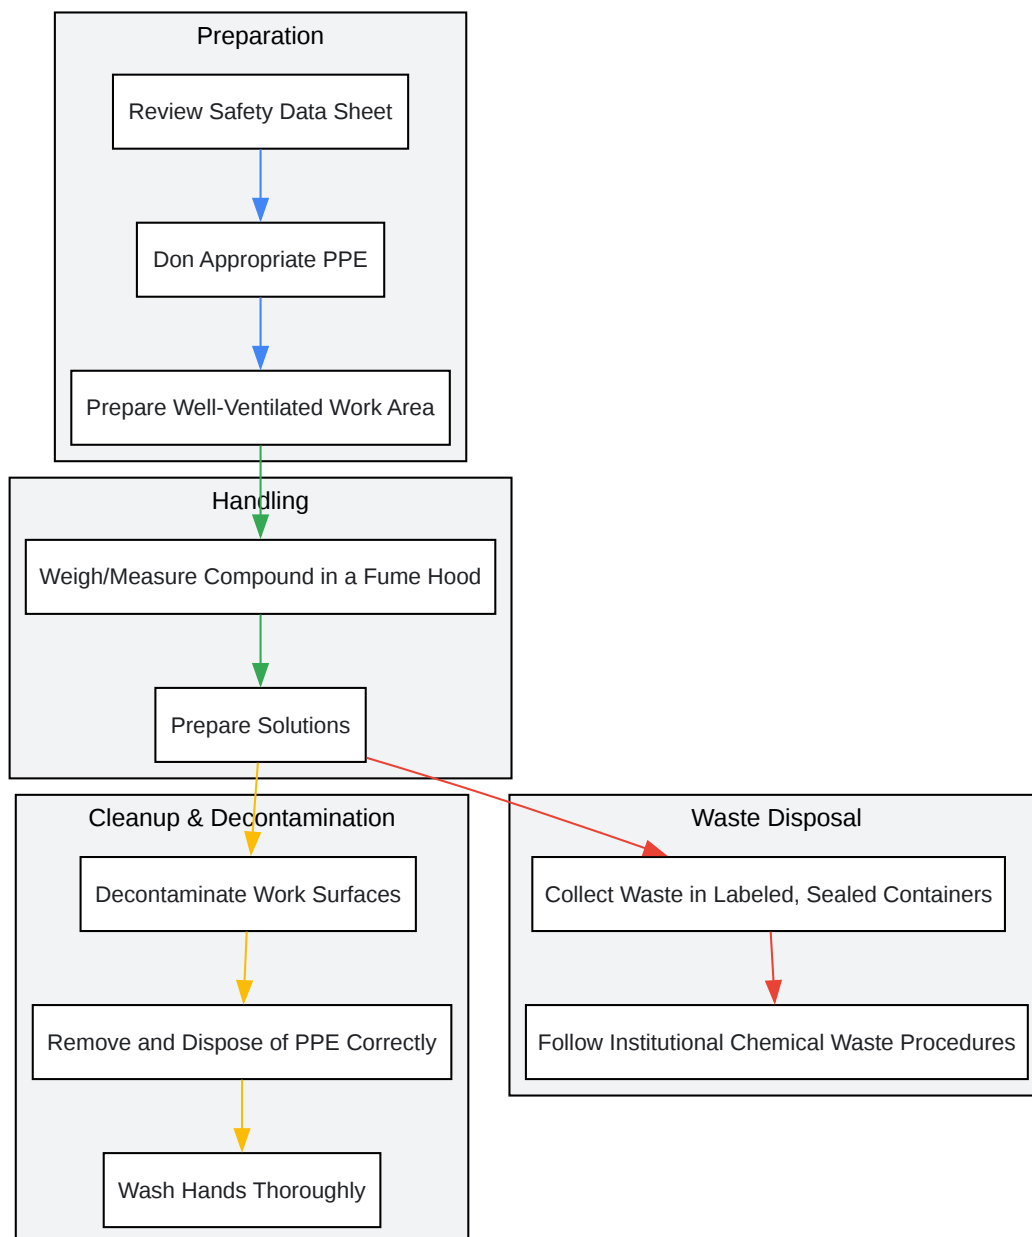 Preparation
Review Safety Data Sheet
Don Appropriate PPE
Prepare Well-Ventilated Work Area
Handling
Weigh/Measure Compound in a Fume Hood
Prepare Solutions
Cleanup & Decontamination
Decontaminate Work Surfaces
Remove and Dispose of PPE Correctly
Wash Hands Thoroughly
Waste Disposal
Collect Waste in Labeled, Sealed Containers
Follow Institutional Chemical Waste Procedures